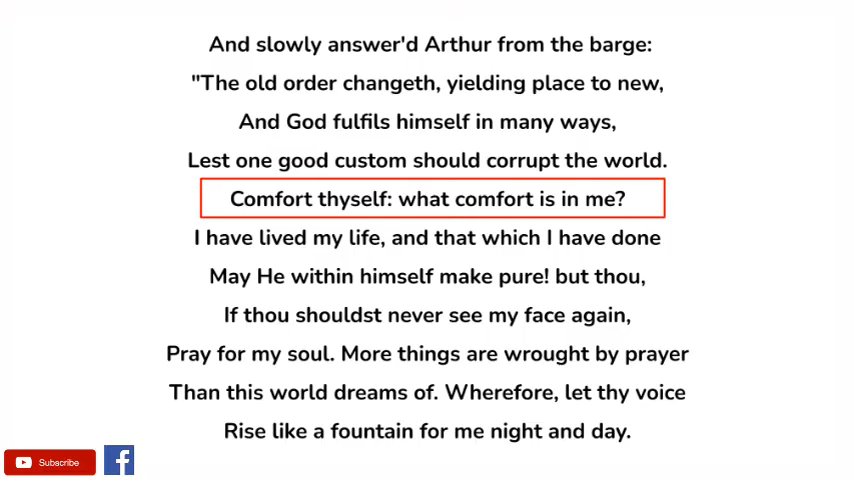 And slowly answer'd Arthur from the barge:
"The old order changeth, yielding place to new,
And God fulfils himself in many ways,
Lest one good custom should corrupt the world.
Comfort thyself: what comfort is in me?
I have lived my life, and that which I have done
May He within himself make pure! but thou,
If thou shouldst never see my face again,
Pray for my soul. More things are wrought by prayer
Than this world dreams of. Wherefore, let thy voice
Rise like a fountain for me night and day.
Subscribe
f